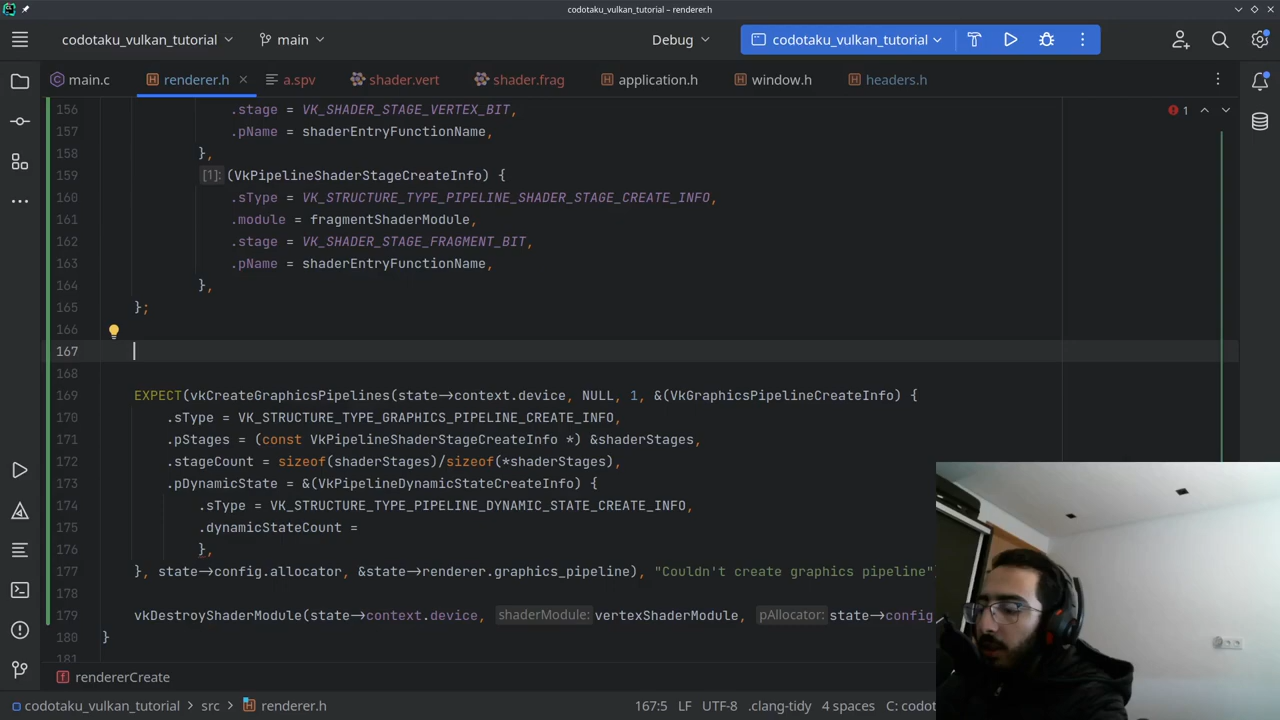 codotaku_vulkan_tutorial – renderer.h
codotaku_vulkan_tutorial
main
Debug
codotaku_vulkan_tutorial
main.c
renderer.h
a.spv
shader.vert
shader.frag
application.h
window.h
headers.h
1
156 .stage = VK_SHADER_STAGE_VERTEX_BIT,
157 .pName = shaderEntryFunctionName,
158 },
159 [1]: (VkPipelineShaderStageCreateInfo) {
160 .sType = VK_STRUCTURE_TYPE_PIPELINE_SHADER_STAGE_CREATE_INFO,
161 .module = fragmentShaderModule,
162 .stage = VK_SHADER_STAGE_FRAGMENT_BIT,
163 .pName = shaderEntryFunctionName,
164 },
165 };
166
167
168
169 EXPECT(vkCreateGraphicsPipelines(state->context.device, NULL, 1, &(VkGraphicsPipelineCreateInfo) {
170 .sType = VK_STRUCTURE_TYPE_GRAPHICS_PIPELINE_CREATE_INFO,
171 .pStages = (const VkPipelineShaderStageCreateInfo *) &shaderStages,
172 .stageCount = sizeof(shaderStages)/sizeof(*shaderStages),
173 .pDynamicState = &(VkPipelineDynamicStateCreateInfo) {
174 .sType = VK_STRUCTURE_TYPE_PIPELINE_DYNAMIC_STATE_CREATE_INFO,
175 .dynamicStateCount =
176 },
177 }, state->config.allocator, &state->renderer.graphics_pipeline), "Couldn't create graphics pipeline"
178
179 vkDestroyShaderModule(state->context.device, shaderModule: vertexShaderModule, pAllocator: state->config
180 }
181
rendererCreate
codotaku_vulkan_tutorial > src > renderer.h
167:5 LF UTF-8 .clang-tidy 4 spaces C: codot